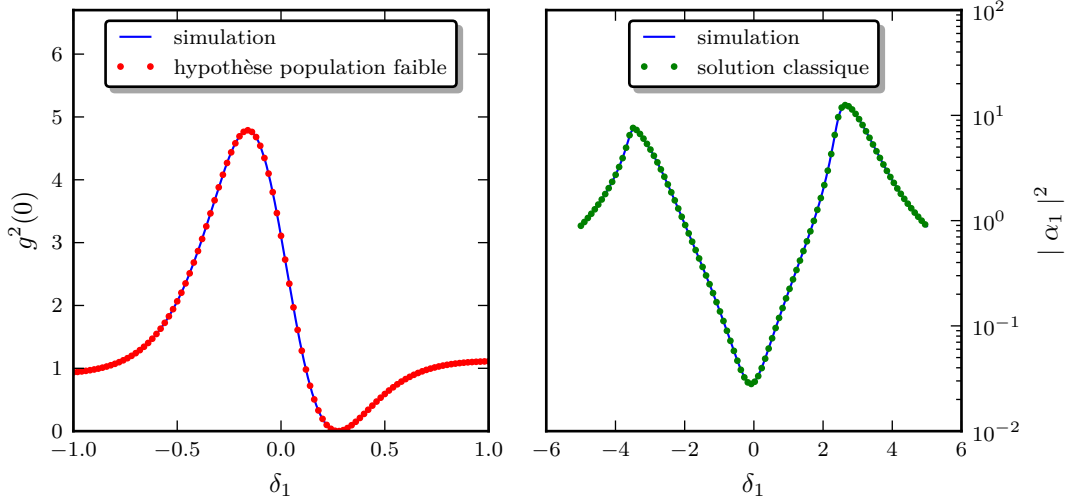 simulation
hypothèse population faible
g²(0)
6
5
4
3
2
1
0
−1.0 −0.5 0.0 0.5 1.0
δ₁
simulation
solution classique
10²
10¹
10⁰
10⁻¹
10⁻²
| α₁ |²
−6 −4 −2 0 2 4 6
δ₁